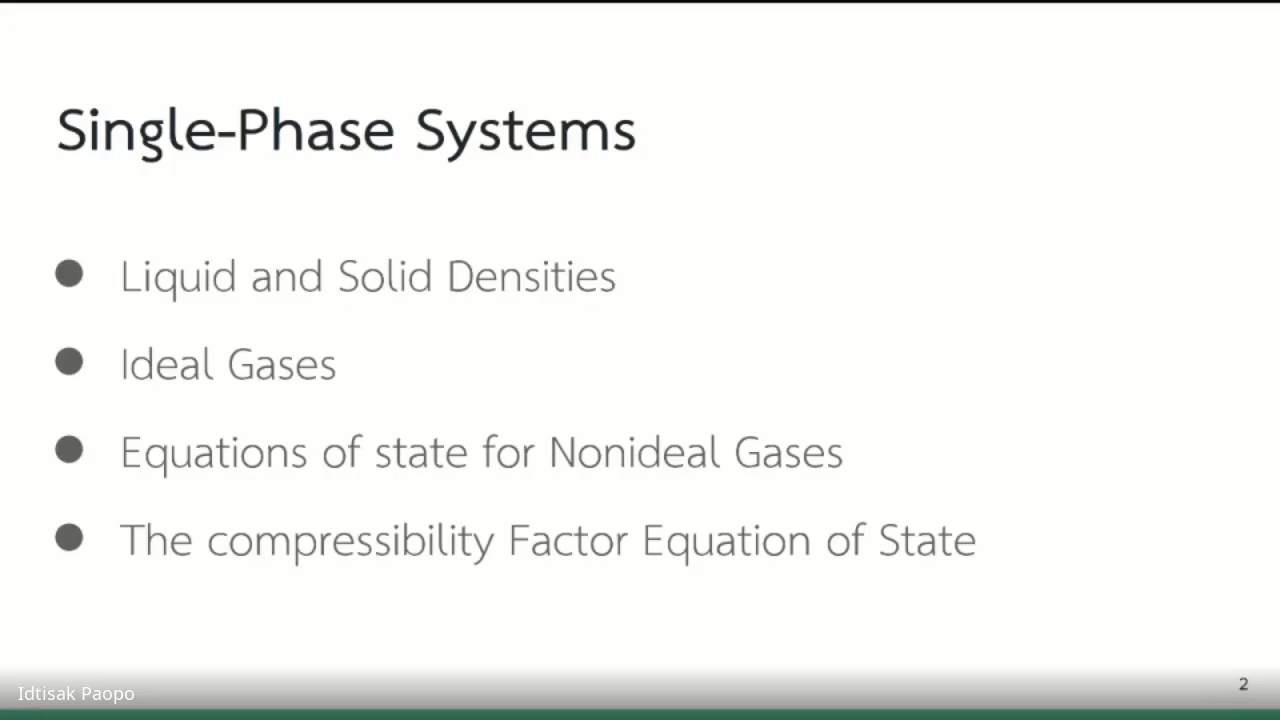 Single-Phase Systems
● Liquid and Solid Densities
● Ideal Gases
● Equations of state for Nonideal Gases
● The compressibility Factor Equation of State
Idtisak Paopo
2